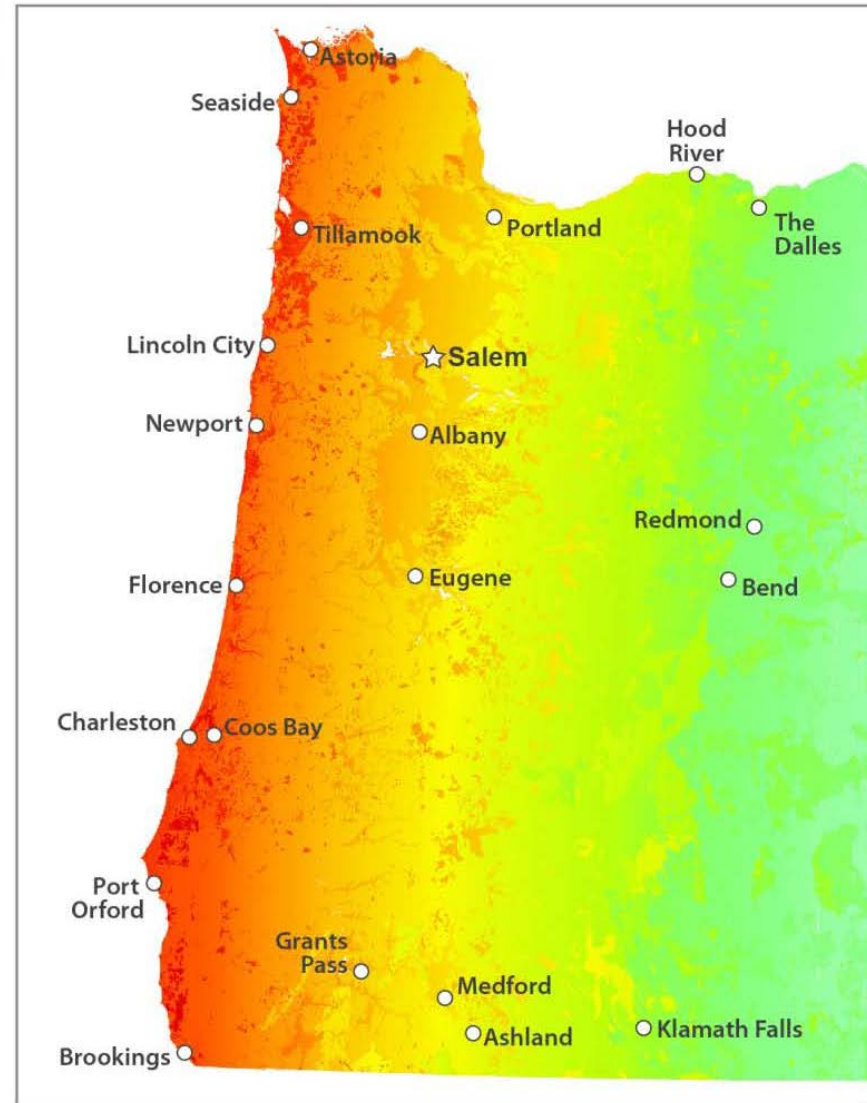 Astoria
Seaside
Hood
River
Tillamook
Portland
The
Dalles
Lincoln City
Salem
Newport
Albany
Redmond
Florence
Eugene
Bend
Charleston
Coos Bay
Port
Orford
Grants
Pass
Medford
Ashland
Klamath Falls
Brookings